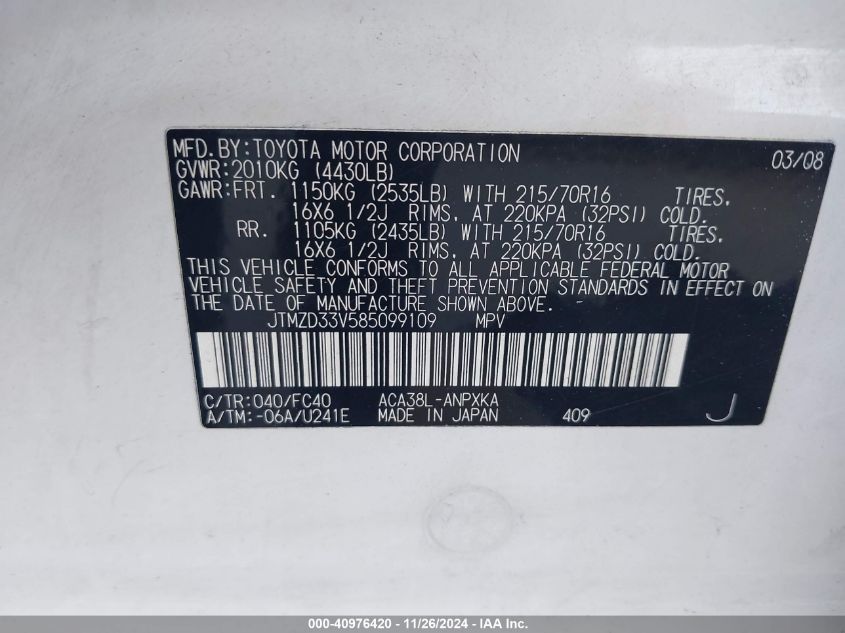 MFD.BY:TOYOTA MOTOR CORPORATION 03/08
GVWR:2010KG (4430LB)
GAWR:FRT. 1150KG (2535LB) WITH 215/70R16 TIRES,
16X6 1/2J RIMS, AT 220KPA (32PSI) COLD.
RR. 1105KG (2435LB) WITH 215/70R16 TIRES,
16X6 1/2J RIMS, AT 220KPA (32PSI) COLD.
THIS VEHICLE CONFORMS TO ALL APPLICABLE FEDERAL MOTOR
VEHICLE SAFETY AND THEFT PREVENTION STANDARDS IN EFFECT ON
THE DATE OF MANUFACTURE SHOWN ABOVE.
JTMZD33V585099109 MPV
C/TR:040/FC40 ACA38L-ANPXKA
A/TM:-06A/U241E MADE IN JAPAN 409 J
000-40976420 - 11/26/2024 - IAA Inc.